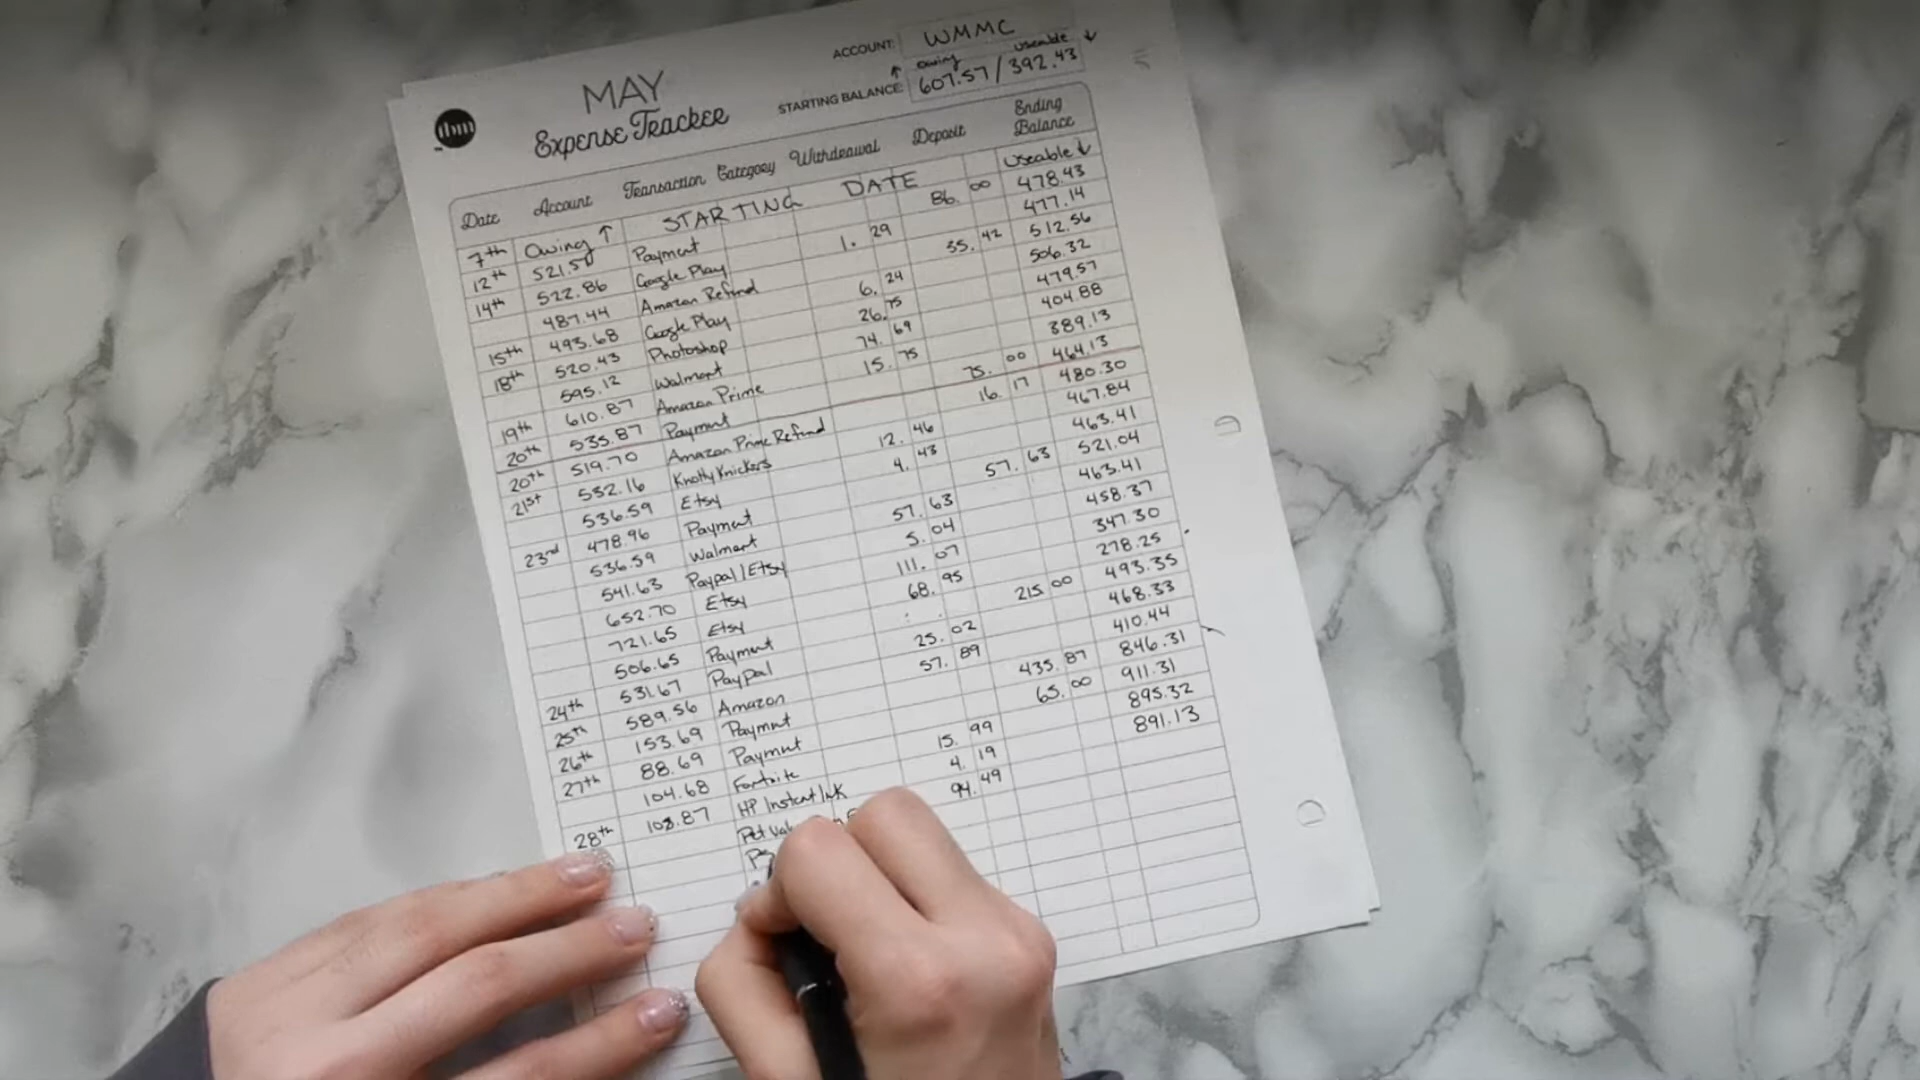 ACCOUNT: WMMC
owing useable ↓
↑
STARTING BALANCE: 607.57 / 392.43
MAY
Expense Tracker
tbm
Date Account Transaction Category Withdrawal Deposit Ending Balance
7th Owing ↑ STARTING DATE Useable ↓
12th 521.57 Payment 86.00 478.43
14th 522.86 Google Play 1.29 477.14
487.44 Amazon Refund 35.42 512.56
15th 493.68 Google Play 6.24 506.32
18th 520.43 Photoshop 26.75 479.57
595.12 Walmart 74.69 404.88
19th 610.87 Amazon Prime 15.75 389.13
20th 535.87 Payment 75.00 464.13
20th 519.70 Amazon Prime Refund 16.17 480.30
21st 532.16 Knotty Knickers 12.46 467.84
536.59 Etsy 4.43 463.41
23rd 478.96 Payment 57.63 521.04
536.59 Walmart 57.63 463.41
541.63 Paypal/Etsy 5.04 458.37
652.70 Etsy 111.07 347.30
721.65 Etsy 68.95 278.25
506.65 Payment 215.00 493.35
24th 531.67 Paypal 25.02 468.33
25th 589.56 Amazon 57.89 410.44
26th 153.69 Paymnt 435.87 846.31
27th 88.69 Paymnt 65.00 911.31
104.68 Fortnite 15.99 895.32
28th 108.87 HP Instant Ink 4.19 891.13
Pet 94.49